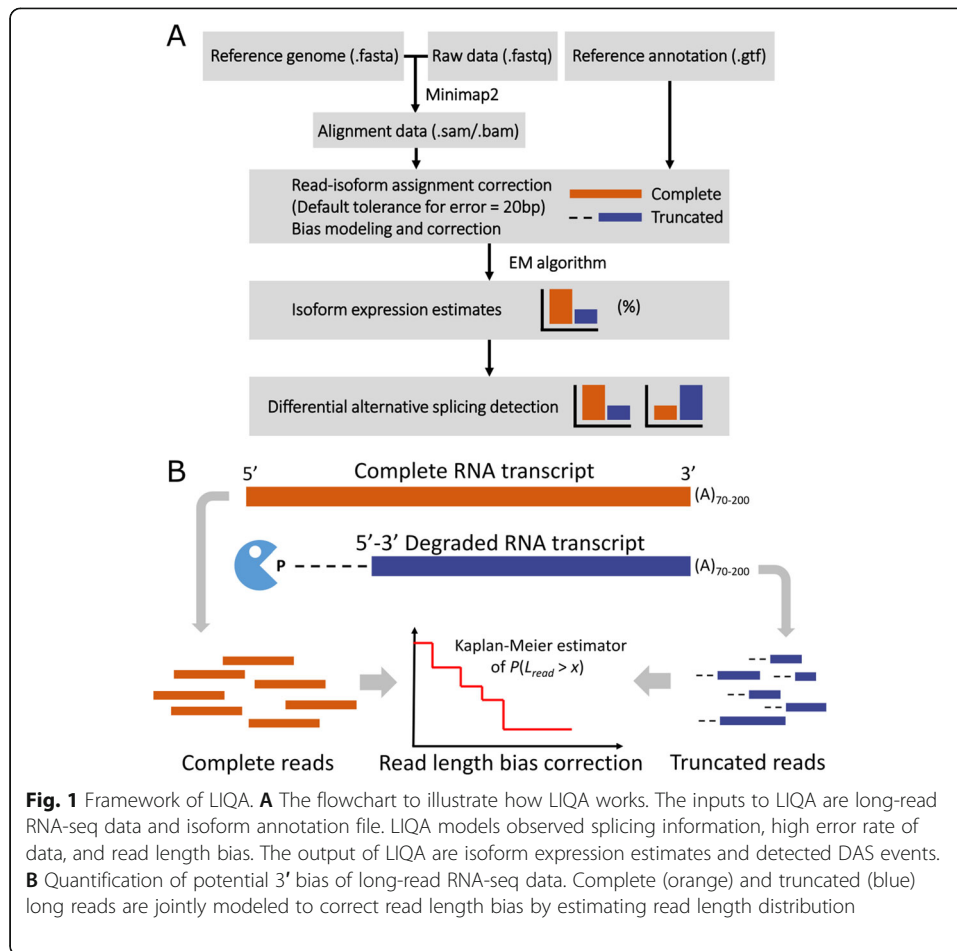 A
Reference genome (.fasta)
Raw data (.fastq)
Reference annotation (.gtf)
Minimap2
Alignment data (.sam/.bam)
Read-isoform assignment correction
(Default tolerance for error = 20bp)
Bias modeling and correction
Complete
Truncated
EM algorithm
Isoform expression estimates
(%)
Differential alternative splicing detection
B
5’
Complete RNA transcript
3’
(A)70-200
5’-3’ Degraded RNA transcript
P
(A)70-200
Kaplan-Meier estimator
of P(Lread > x)
Complete reads
Read length bias correction
Truncated reads
Fig. 1 Framework of LIQA. A The flowchart to illustrate how LIQA works. The inputs to LIQA are long-read
RNA-seq data and isoform annotation file. LIQA models observed splicing information, high error rate of
data, and read length bias. The output of LIQA are isoform expression estimates and detected DAS events.
B Quantification of potential 3′ bias of long-read RNA-seq data. Complete (orange) and truncated (blue)
long reads are jointly modeled to correct read length bias by estimating read length distribution